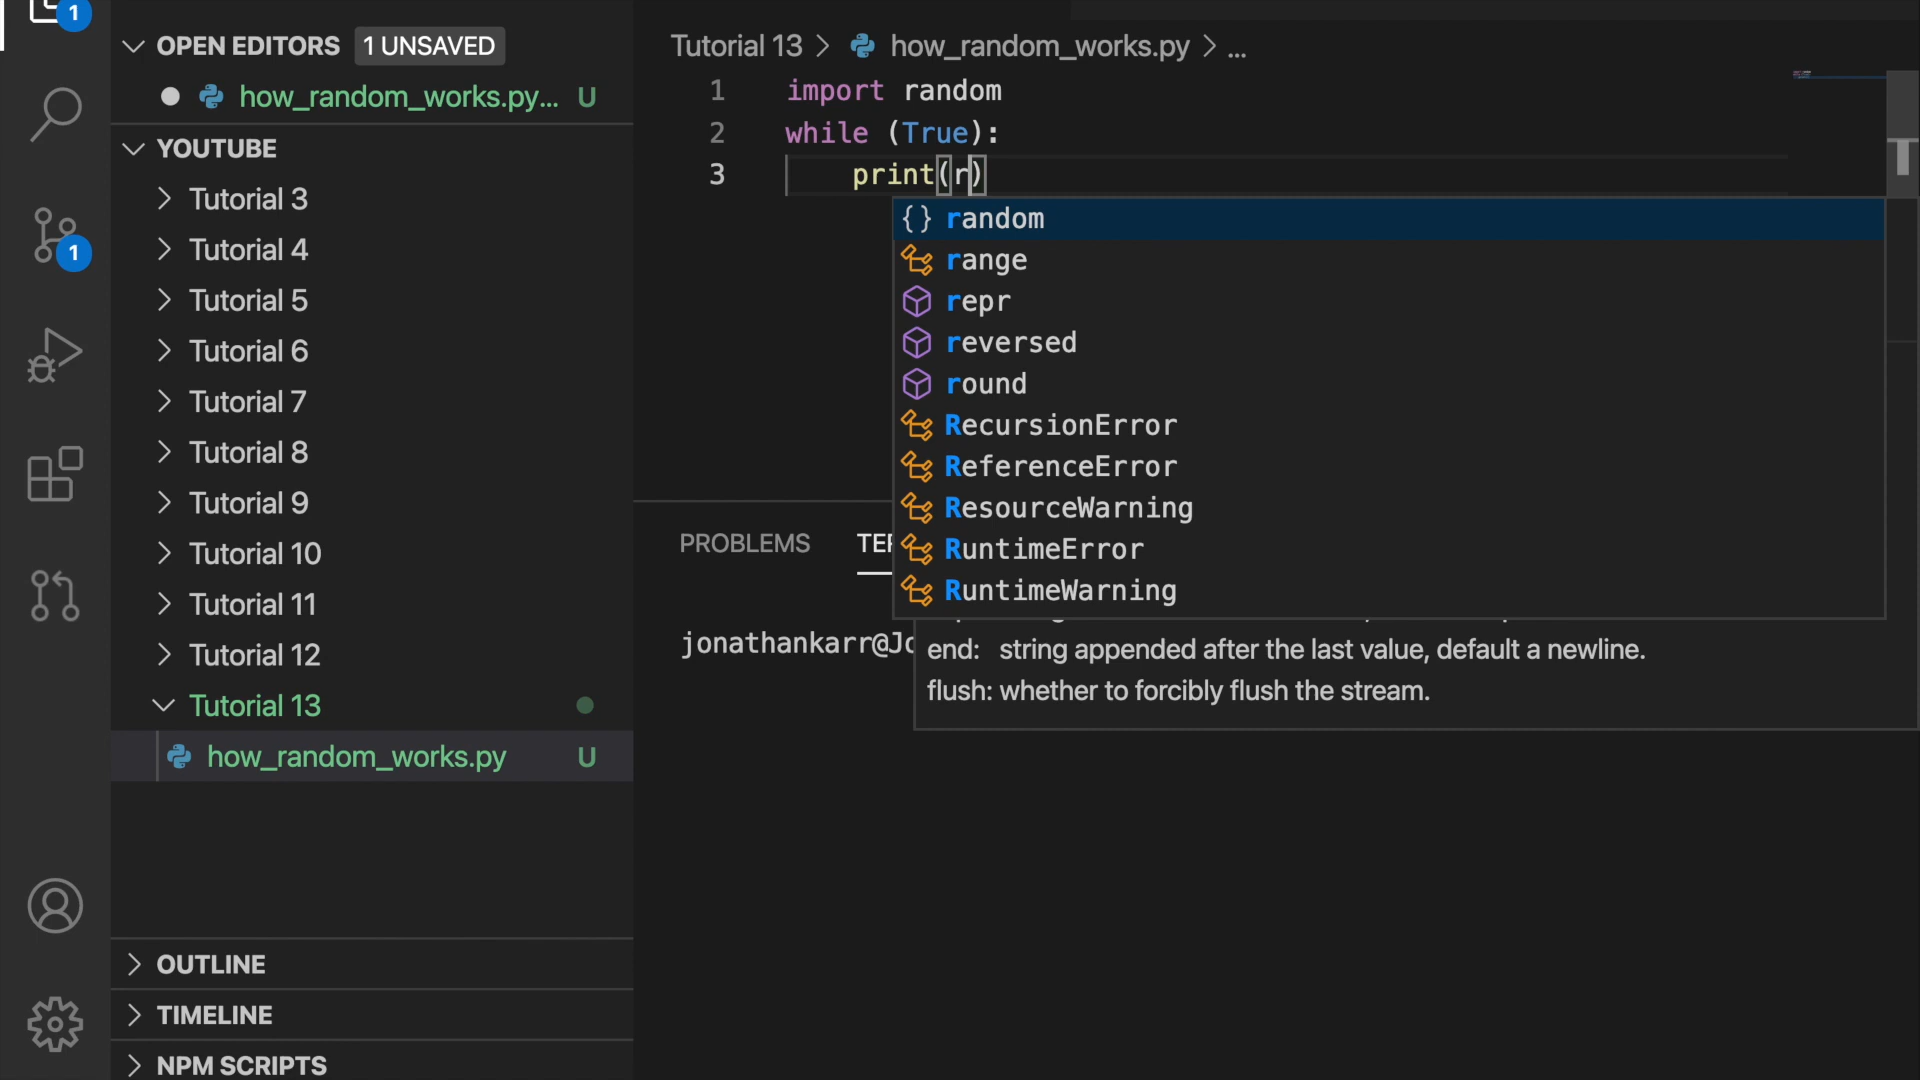 1
OPEN EDITORS 1 UNSAVED
how_random_works.py... U
YOUTUBE
Tutorial 3
Tutorial 4
Tutorial 5
Tutorial 6
Tutorial 7
Tutorial 8
Tutorial 9
Tutorial 10
Tutorial 11
Tutorial 12
Tutorial 13
how_random_works.py U
OUTLINE
TIMELINE
NPM SCRIPTS
1
Tutorial 13 > how_random_works.py > ...
1 import random
2 while (True):
3 print(r)
random
range
repr
reversed
round
RecursionError
ReferenceError
ResourceWarning
RuntimeError
RuntimeWarning
PROBLEMS
jonathankarr@Jo
end: string appended after the last value, default a newline.
flush: whether to forcibly flush the stream.